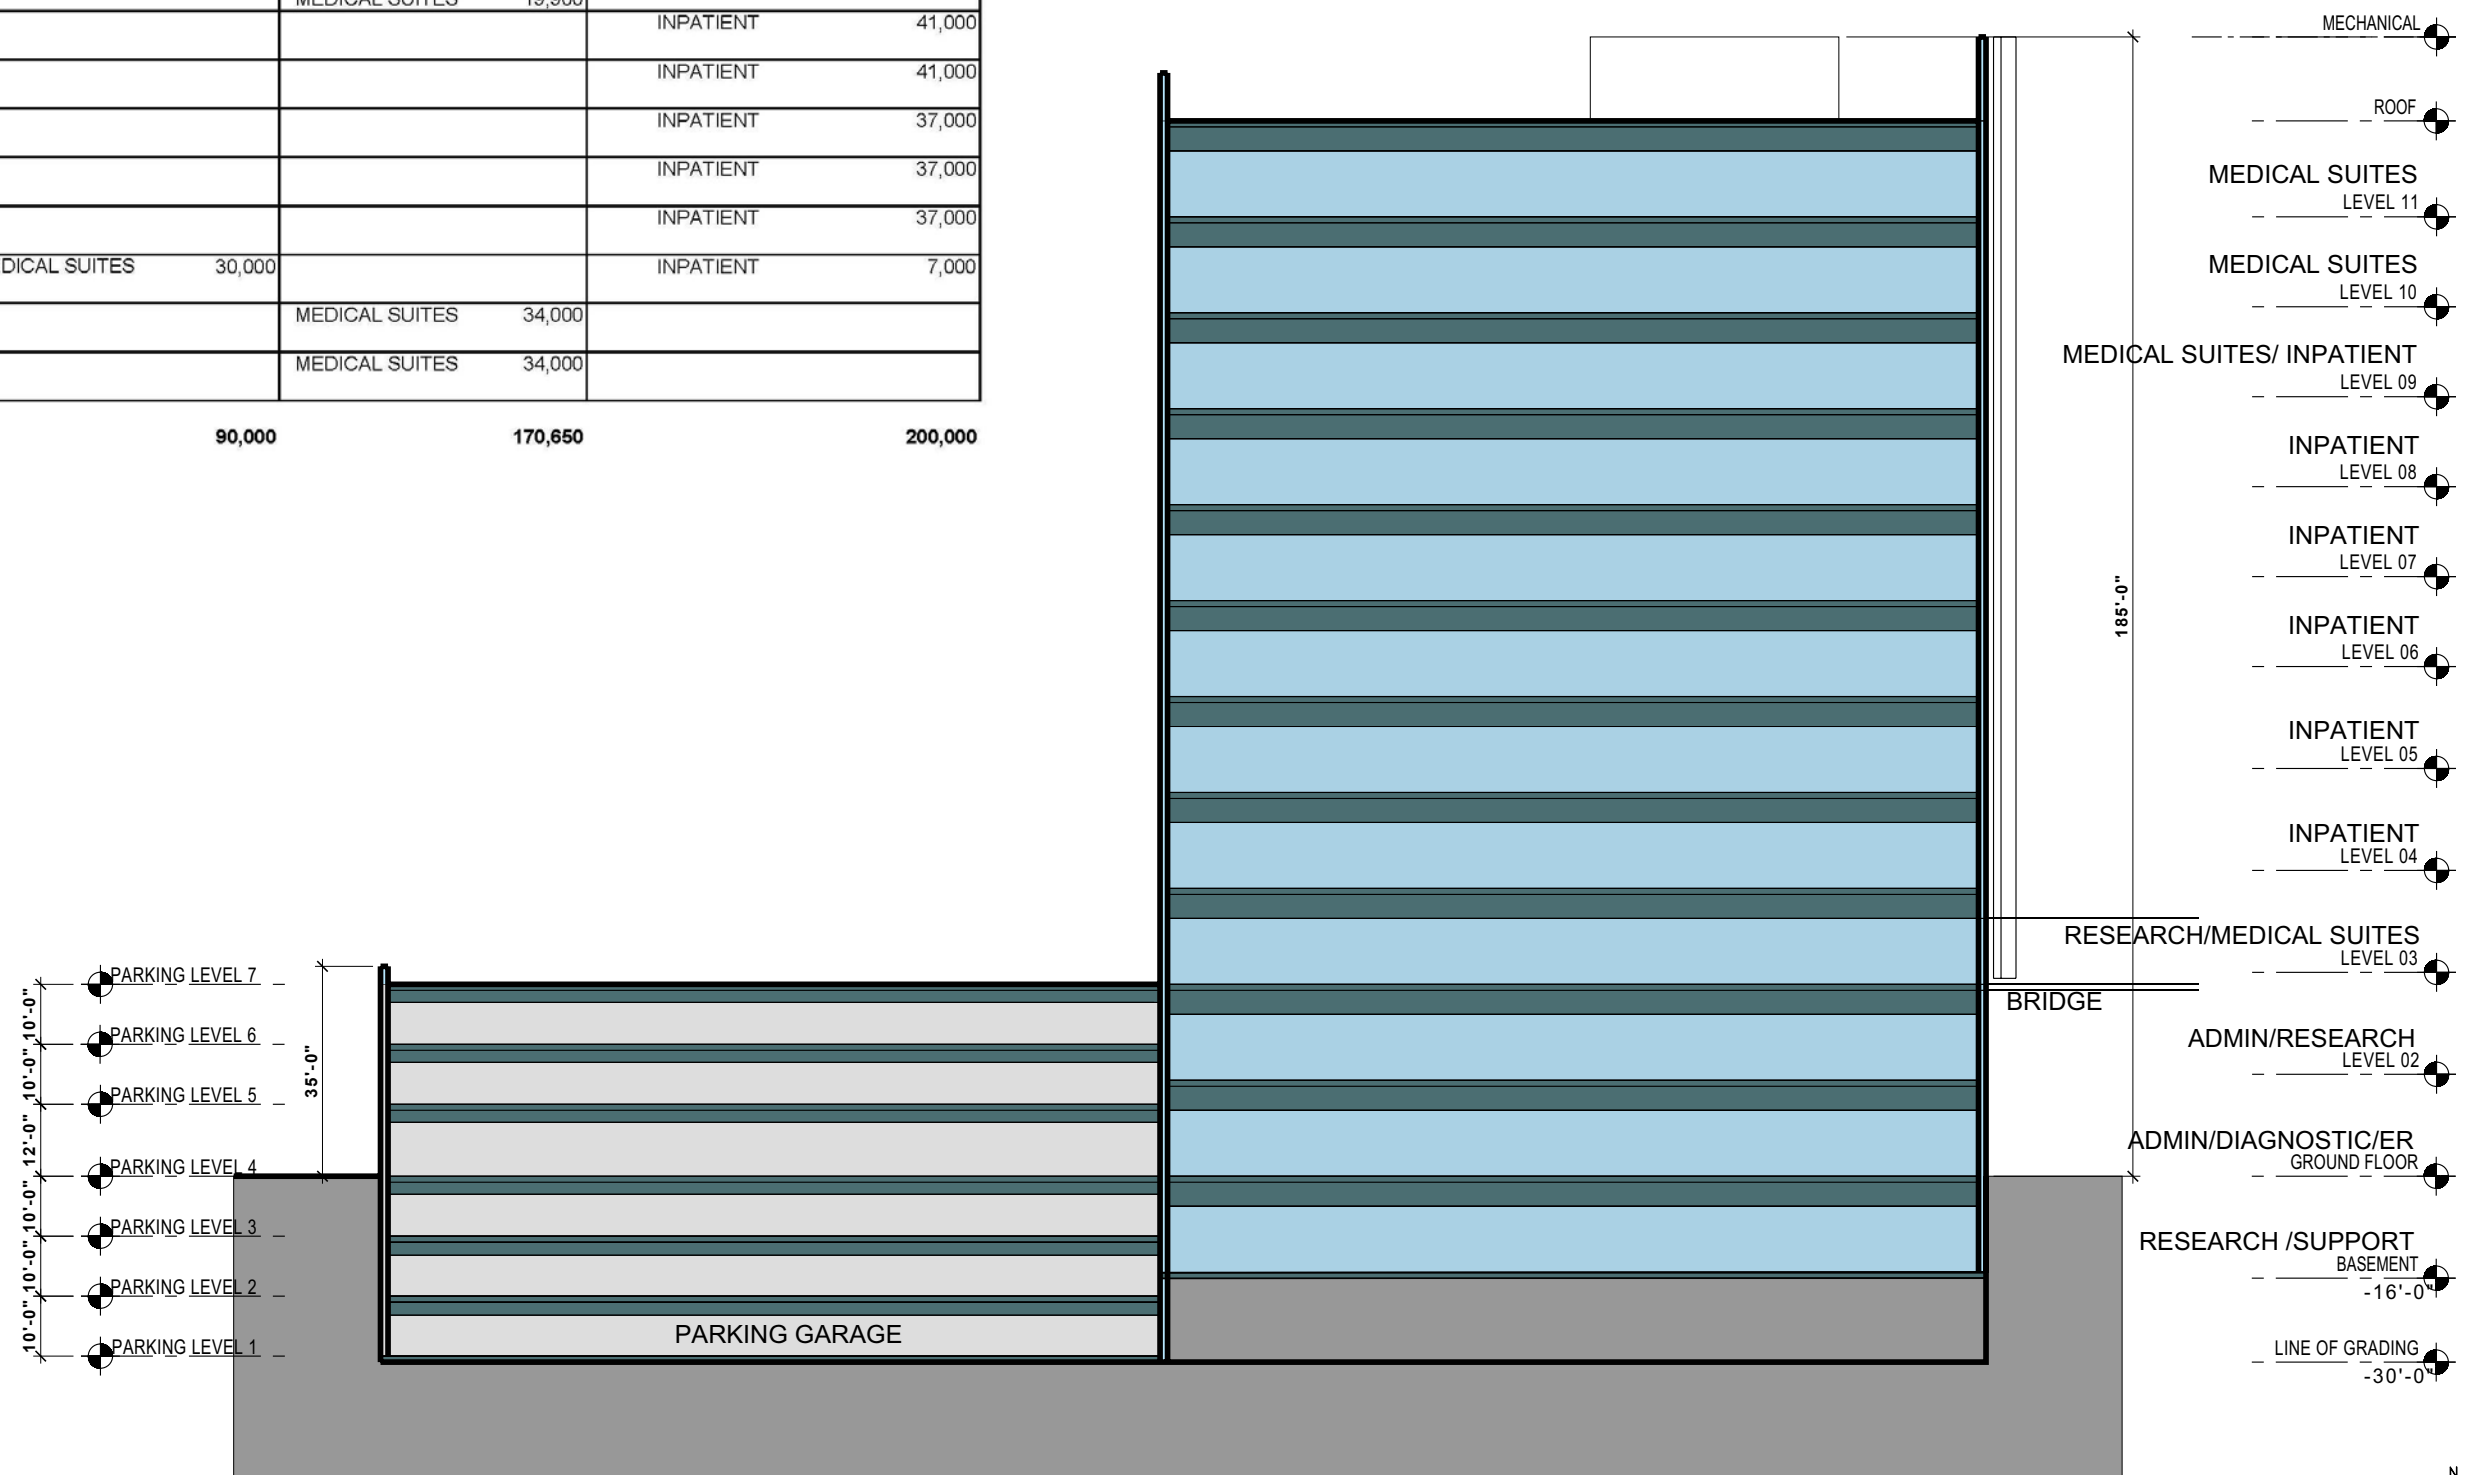 MEDICAL SUITES 19,900
INPATIENT 41,000
INPATIENT 41,000
INPATIENT 37,000
INPATIENT 37,000
INPATIENT 37,000
DICAL SUITES 30,000 INPATIENT 7,000
MEDICAL SUITES 34,000
MEDICAL SUITES 34,000
90,000 170,650 200,000
MECHANICAL
ROOF
MEDICAL SUITES
LEVEL 11
MEDICAL SUITES
LEVEL 10
MEDICAL SUITES/ INPATIENT
LEVEL 09
INPATIENT
LEVEL 08
INPATIENT
LEVEL 07
INPATIENT
LEVEL 06
INPATIENT
LEVEL 05
INPATIENT
LEVEL 04
RESEARCH/MEDICAL SUITES
LEVEL 03
BRIDGE
ADMIN/RESEARCH
LEVEL 02
ADMIN/DIAGNOSTIC/ER
GROUND FLOOR
RESEARCH /SUPPORT
BASEMENT
-16'-0"
LINE OF GRADING
-30'-0"
185'-0"
PARKING LEVEL 7
10'-0"
PARKING LEVEL 6
10'-0"
PARKING LEVEL 5
12'-0"
PARKING LEVEL 4
10'-0"
PARKING LEVEL 3
10'-0"
PARKING LEVEL 2
10'-0"
PARKING LEVEL 1
35'-0"
PARKING GARAGE
N